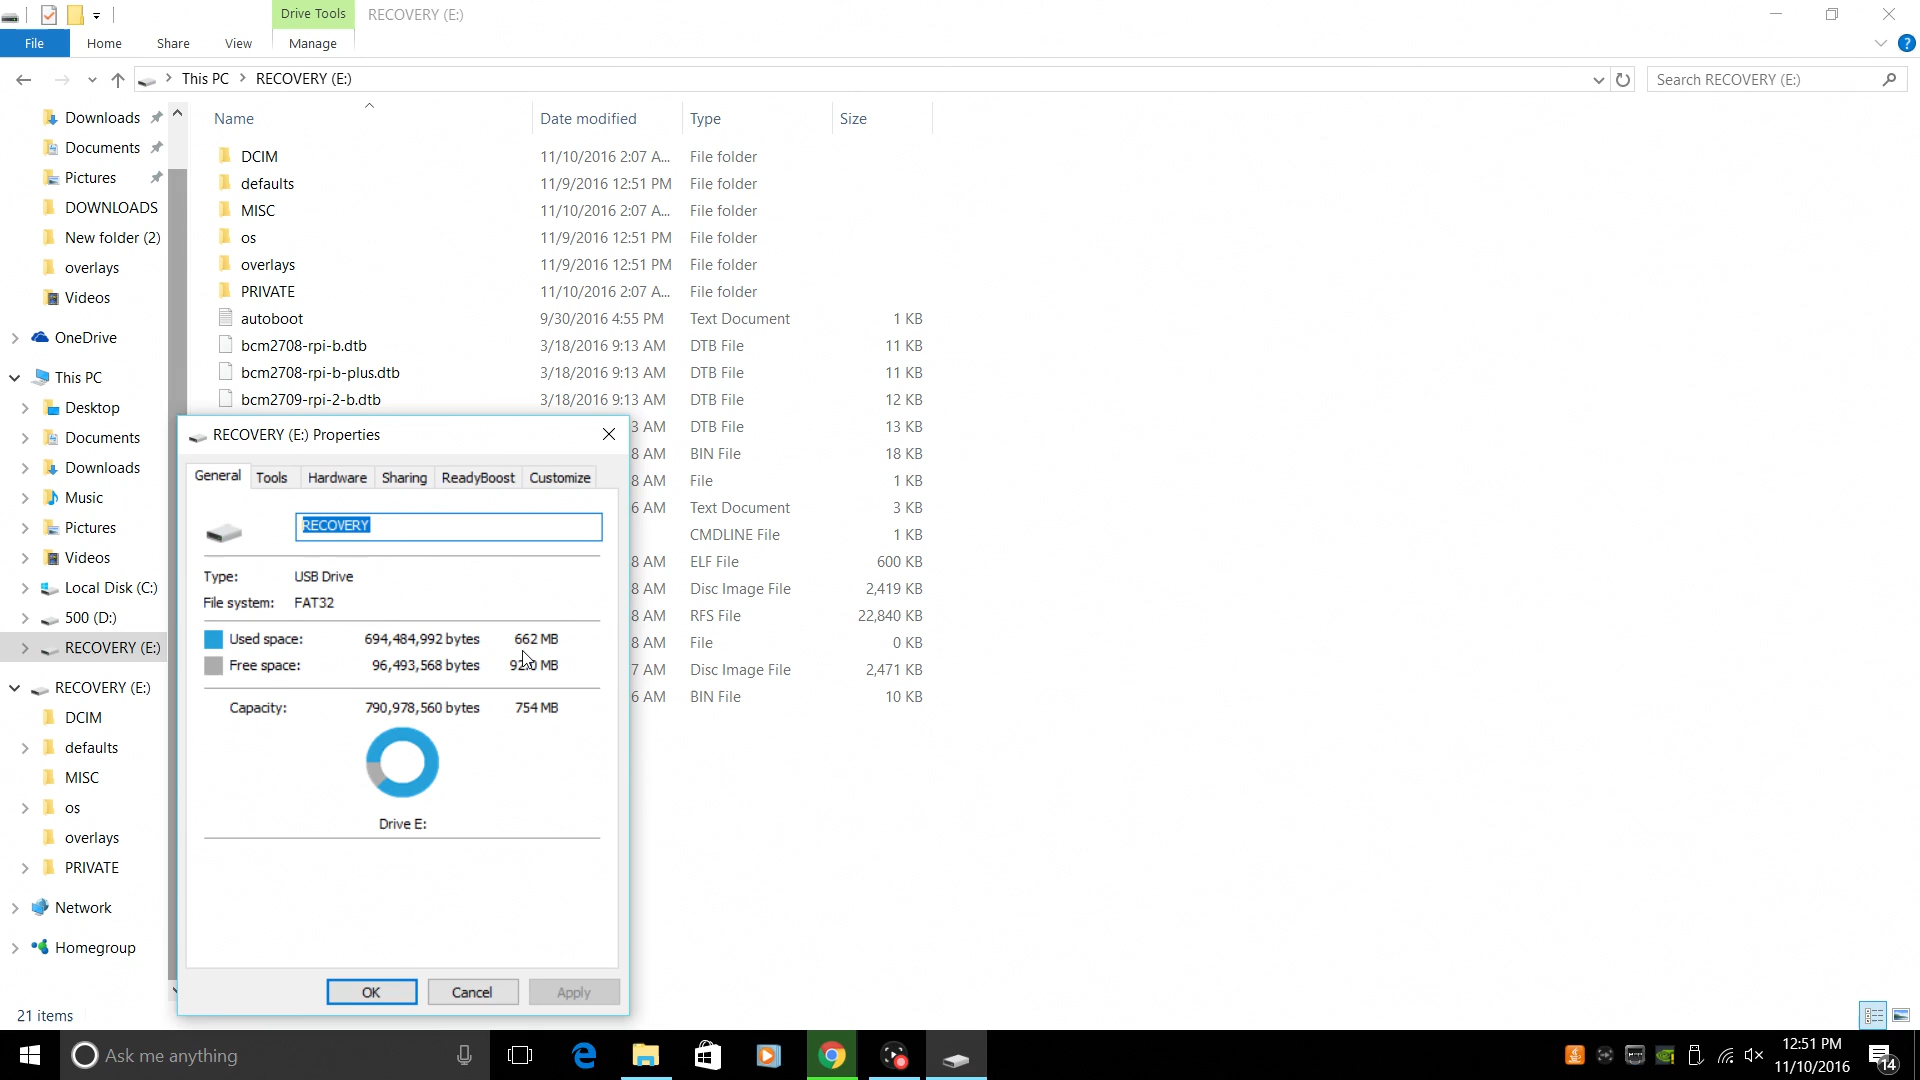 Drive Tools
RECOVERY (E:)
File
Home
Share
View
Manage
This PC
RECOVERY (E:)
Search RECOVERY (E:)
Name
Date modified
Type
Size
Downloads
Documents
Pictures
DOWNLOADS
New folder (2)
overlays
Videos
OneDrive
This PC
Desktop
Documents
Downloads
Music
Pictures
Videos
Local Disk (C:)
500 (D:)
RECOVERY (E:)
RECOVERY (E:)
DCIM
defaults
MISC
os
overlays
PRIVATE
Network
Homegroup
DCIM 11/10/2016 2:07 A... File folder
defaults 11/9/2016 12:51 PM File folder
MISC 11/10/2016 2:07 A... File folder
os 11/9/2016 12:51 PM File folder
overlays 11/9/2016 12:51 PM File folder
PRIVATE 11/10/2016 2:07 A... File folder
autoboot 9/30/2016 4:55 PM Text Document 1 KB
bcm2708-rpi-b.dtb 3/18/2016 9:13 AM DTB File 11 KB
bcm2708-rpi-b-plus.dtb 3/18/2016 9:13 AM DTB File 11 KB
bcm2709-rpi-2-b.dtb 3/18/2016 9:13 AM DTB File 12 KB
3 AM DTB File 13 KB
8 AM BIN File 18 KB
8 AM File 1 KB
6 AM Text Document 3 KB
CMDLINE File 1 KB
8 AM ELF File 600 KB
8 AM Disc Image File 2,419 KB
8 AM RFS File 22,840 KB
8 AM File 0 KB
7 AM Disc Image File 2,471 KB
6 AM BIN File 10 KB
RECOVERY (E:) Properties
General Tools Hardware Sharing ReadyBoost Customize
RECOVERY
Type: USB Drive
File system: FAT32
Used space: 694,484,992 bytes 662 MB
Free space: 96,493,568 bytes 92.0 MB
Capacity: 790,978,560 bytes 754 MB
Drive E:
OK
Cancel
Apply
21 items
Ask me anything
12:51 PM
11/10/2016
14